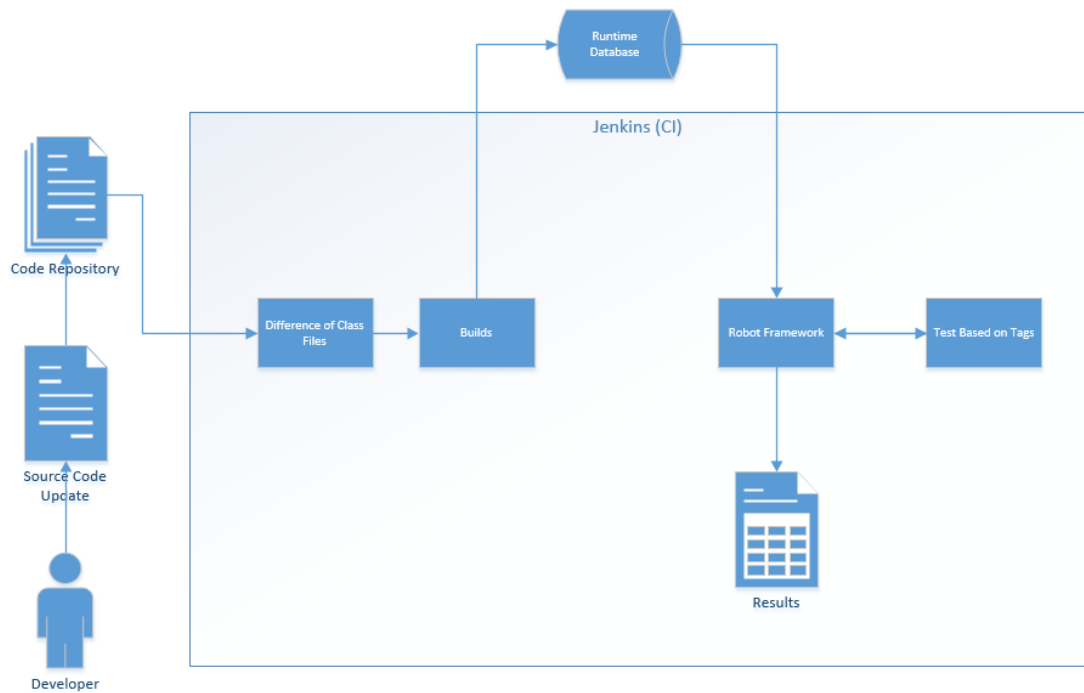 Runtime
Database
Jenkins (CI)
Code Repository
Difference of Class
Files
Builds
Robot Framework
Test Based on Tags
Source Code
Update
Results
Developer